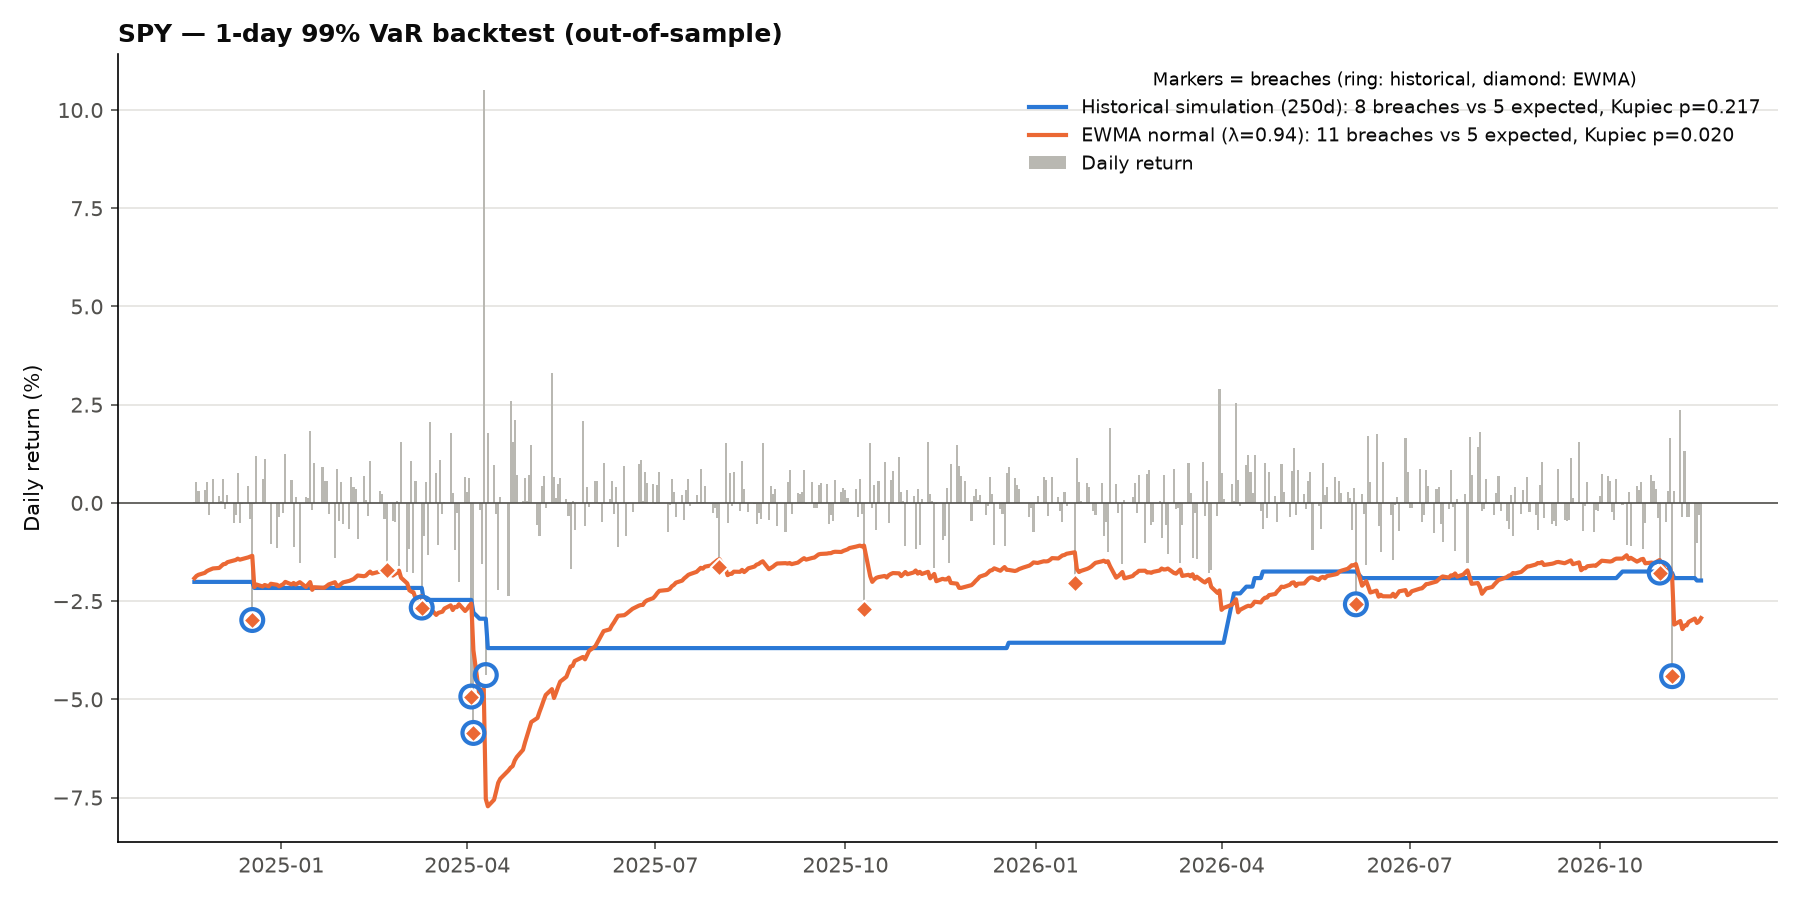 SPY — 1-day 99% VaR backtest (out-of-sample)
Markers = breaches (ring: historical, diamond: EWMA)
Historical simulation (250d): 8 breaches vs 5 expected, Kupiec p=0.217
EWMA normal (λ=0.94): 11 breaches vs 5 expected, Kupiec p=0.020
Daily return
Daily return (%)
10.0
7.5
5.0
2.5
0.0
−2.5
−5.0
−7.5
2025-01
2025-04
2025-07
2025-10
2026-01
2026-04
2026-07
2026-10